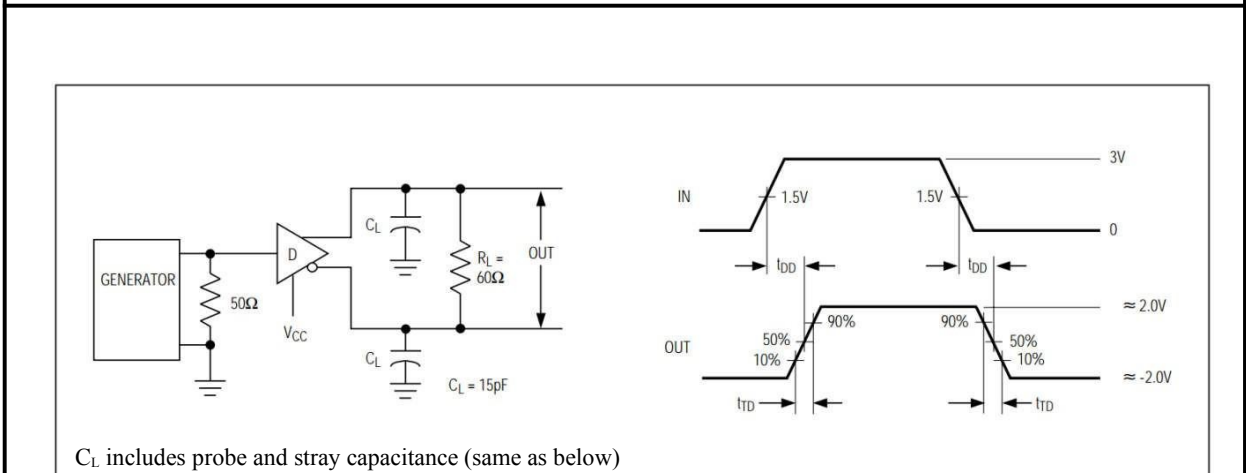 GENERATOR
50Ω
D
VCC
CL
CL
RL =
60Ω
OUT
CL = 15pF
IN
1.5V
1.5V
3V
0
tDD
tDD
OUT
90%
50%
10%
90%
50%
10%
≈ 2.0V
≈ -2.0V
tTD
tTD
CL includes probe and stray capacitance (same as below)